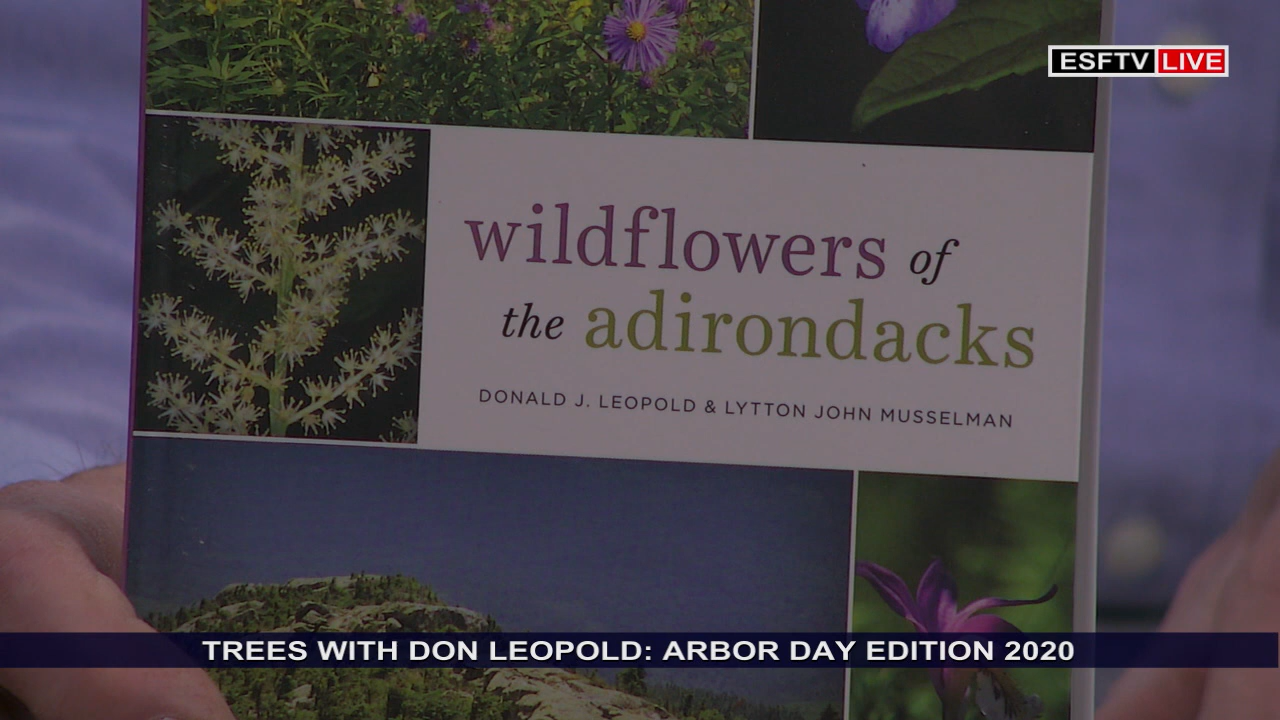 ESFTV LIVE
wildflowers of
the adirondacks
DONALD J. LEOPOLD & LYTTON JOHN MUSSELMAN
TREES WITH DON LEOPOLD: ARBOR DAY EDITION 2020